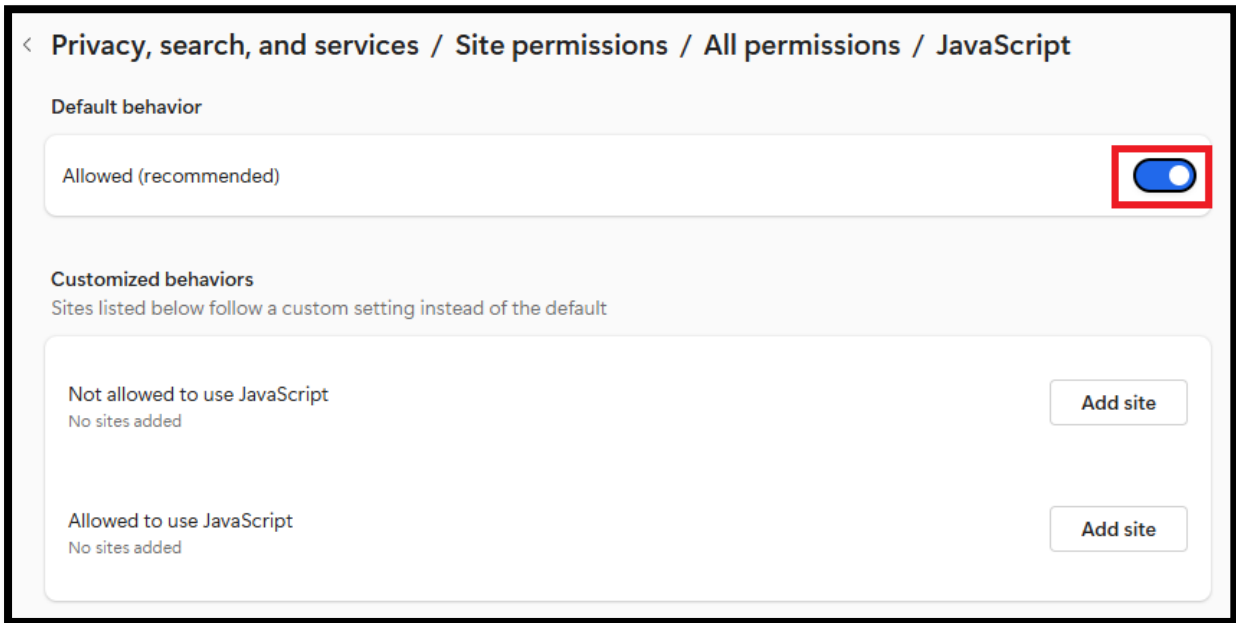 Privacy, search, and services / Site permissions / All permissions / JavaScript
Default behavior
Allowed (recommended)
Customized behaviors
Sites listed below follow a custom setting instead of the default
Not allowed to use JavaScript
No sites added
Add site
Allowed to use JavaScript
No sites added
Add site